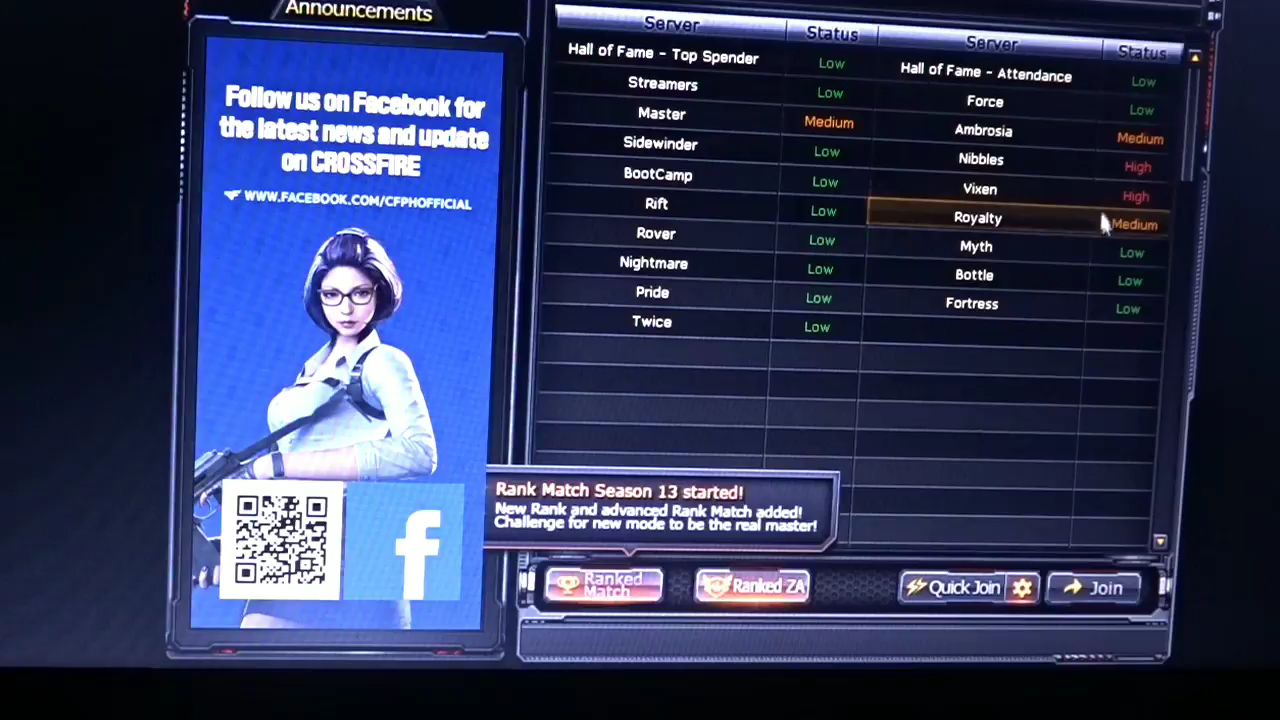 Announcements
Follow us on Facebook for
the latest news and update
on CROSSFIRE
WWW.FACEBOOK.COM/CFPHOFFICIAL
f
Server Status Server Status
Hall of Fame - Top Spender Low Hall of Fame - Attendance Low
Streamers Low Force Low
Master Medium Ambrosia Medium
Sidewinder Low Nibbles High
BootCamp Low Vixen High
Rift Low Royalty Medium
Rover Low Myth Low
Nightmare Low Bottle Low
Pride Low Fortress Low
Twice Low
Rank Match Season 13 started!
New Rank and advanced Rank Match added!
Challenge for new mode to be the real master!
Ranked
Match
Ranked ZA
Quick Join
Join